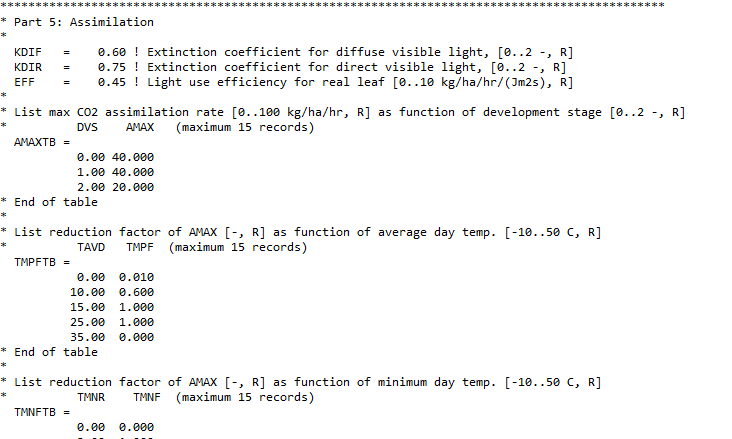 ***********************************************************************************************
* Part 5: Assimilation
*
  KDIF   =    0.60 ! Extinction coefficient for diffuse visible light, [0..2 -, R]
  KDIR   =    0.75 ! Extinction coefficient for direct visible light, [0..2 -, R]
  EFF    =    0.45 ! Light use efficiency for real leaf [0..10 kg/ha/hr/(Jm2s), R]
*
* List max CO2 assimilation rate [0..100 kg/ha/hr, R] as function of development stage [0..2 -, R]
*          DVS    AMAX   (maximum 15 records)
  AMAXTB =
           0.00 40.000
           1.00 40.000
           2.00 20.000
* End of table
*
* List reduction factor of AMAX [-, R] as function of average day temp. [-10..50 C, R]
*          TAVD   TMPF  (maximum 15 records)
  TMPFTB =
           0.00  0.010
          10.00  0.600
          15.00  1.000
          25.00  1.000
          35.00  0.000
* End of table
*
* List reduction factor of AMAX [-, R] as function of minimum day temp. [-10..50 C, R]
*          TMNR    TMNF  (maximum 15 records)
  TMNFTB =
           0.00  0.000